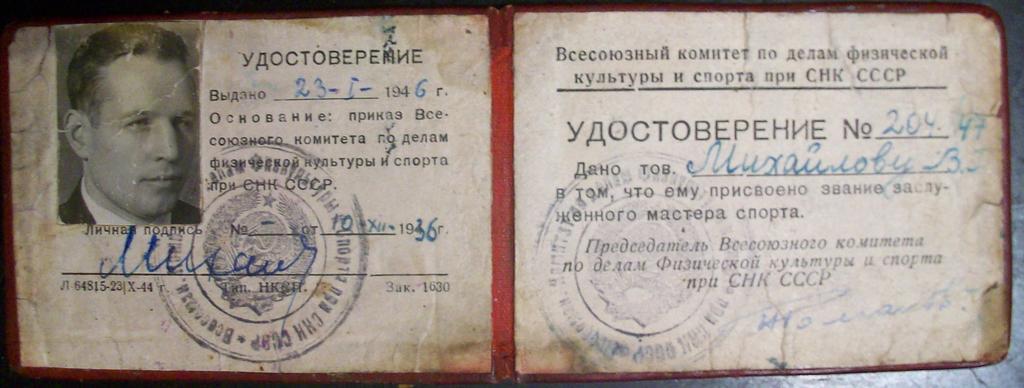 УДОСТОВЕРЕНИЕ
Выдано 23-I- 1946 г.
Основание: приказ Все-
союзного комитета по делам
физической культуры и спорта
при СНК СССР.
Личная подпись № – от 10-XII- 1936 г.
Л 64815-23|X-44 г. Тип. Зак. 1630
Всесоюзный комитет по делам физической
культуры и спорта при СНК СССР
УДОСТОВЕРЕНИЕ № 204.
Дано тов. Михайлову В.
в том, что ему присвоено звание заслу-
женного мастера спорта.
Председатель Всесоюзного комитета
по делам Физической культуры и спорта
при СНК СССР